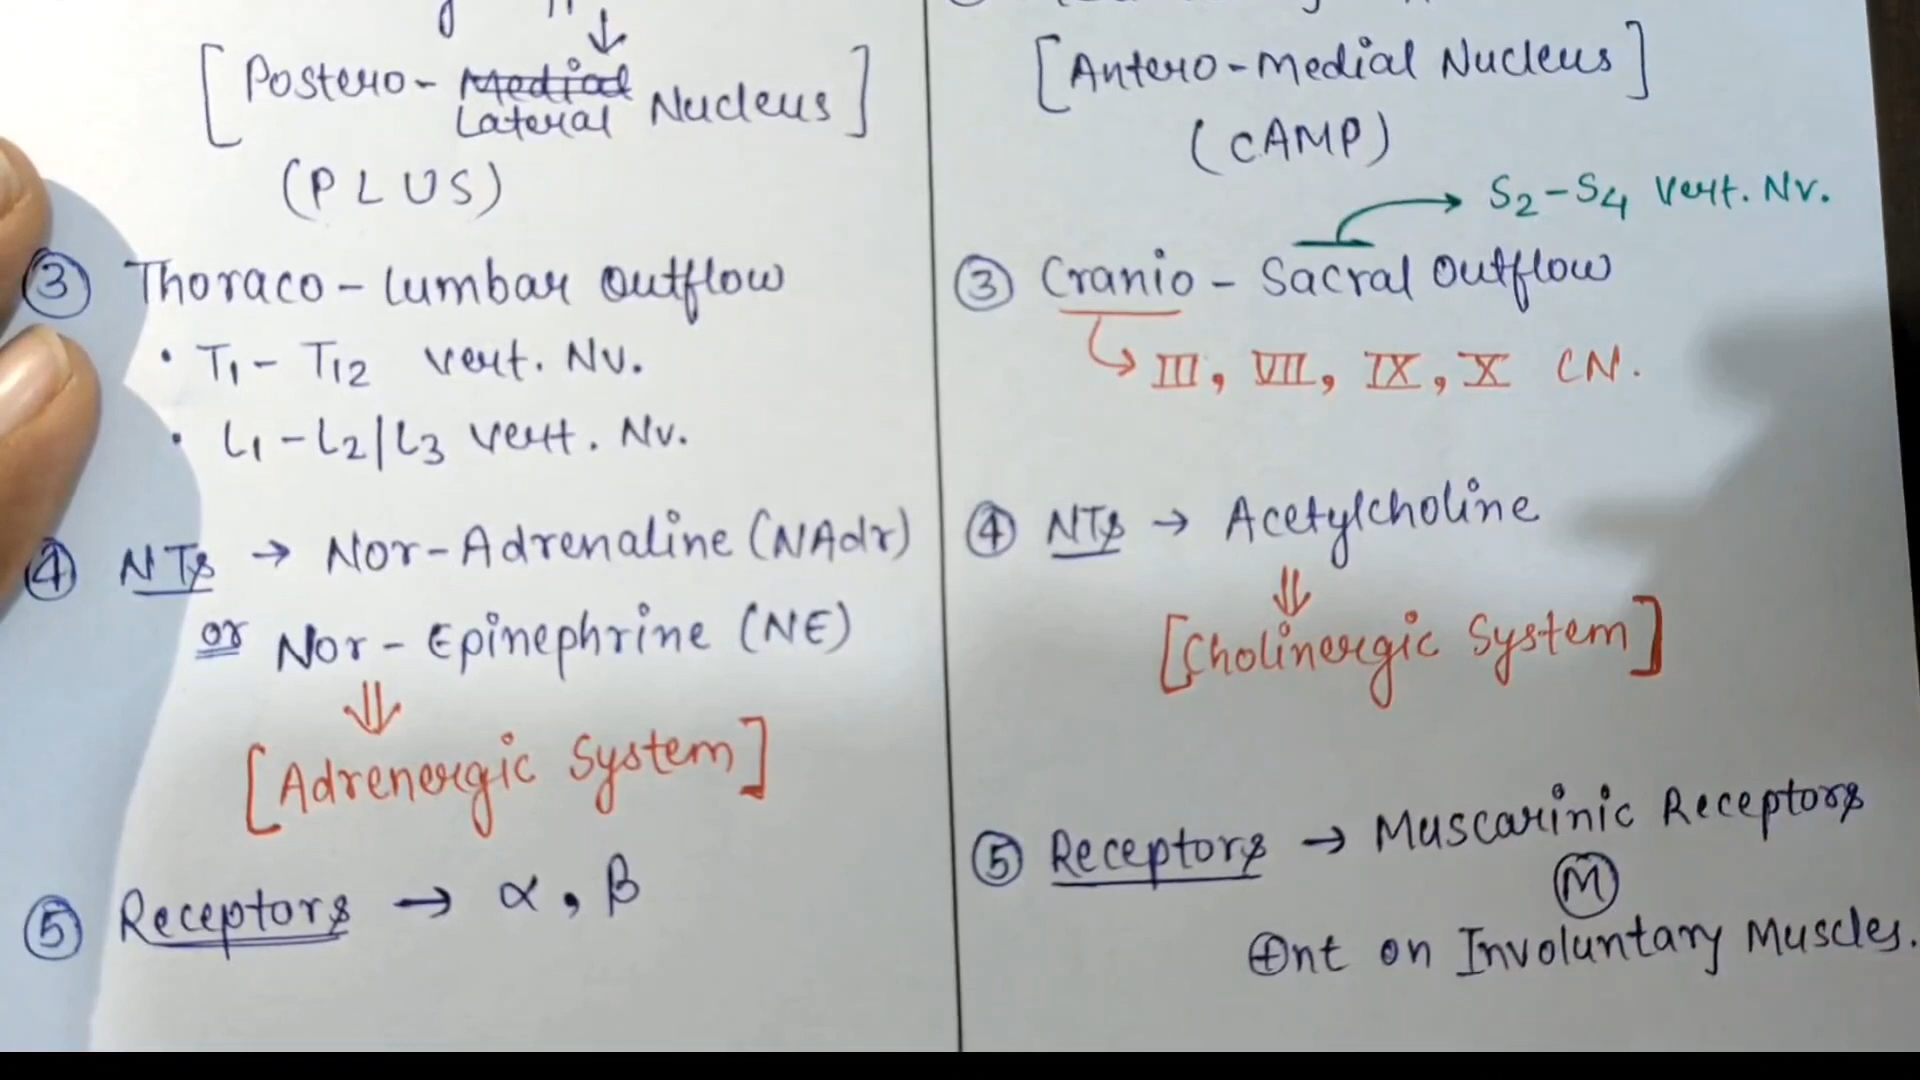 [Postero- Medial Nucleus]
Lateral
(PLUS)
③ Thoraco-Lumbar Outflow
• T1- T12 vert. Nv.
• L1-L2/L3 vert. Nv.
④ NTs → Nor-Adrenaline (NAdr)
or Nor-Epinephrine (NE)
⇓
[Adrenergic System]
⑤ Receptors → α, β
[Antero-Medial Nucleus]
(CAMP)
S2-S4 Vert. Nv.
③ Cranio-Sacral Outflow
III, VII, IX, X CN.
④ NTs → Acetylcholine
⇓
[Cholinergic System]
⑤ Receptors → Muscarinic Receptors
Ⓜ
⊕nt on Involuntary Muscles.